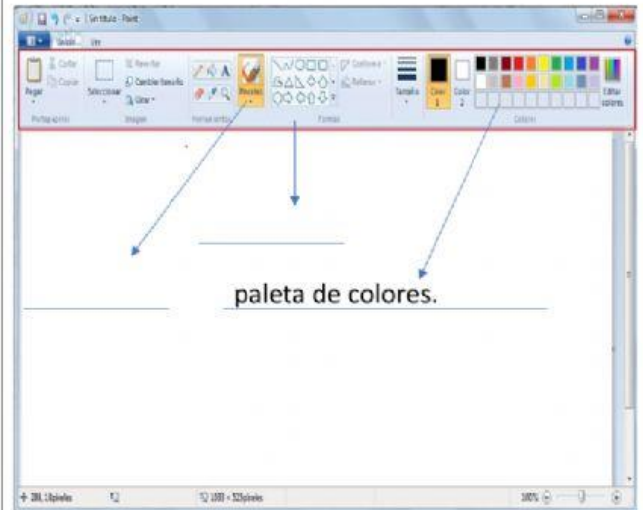 Sin título - Paint
Ver
Cortar
Copiar
Pegar
Seleccionar
Recortar
Cambiar tamaño
Girar
A
Pinceles
Contorno
Relleno
Tamaño
Color 1
Color 2
Editar colores
Portapapeles
Imagen
Herramientas
Formas
Colores
paleta de colores.
100%